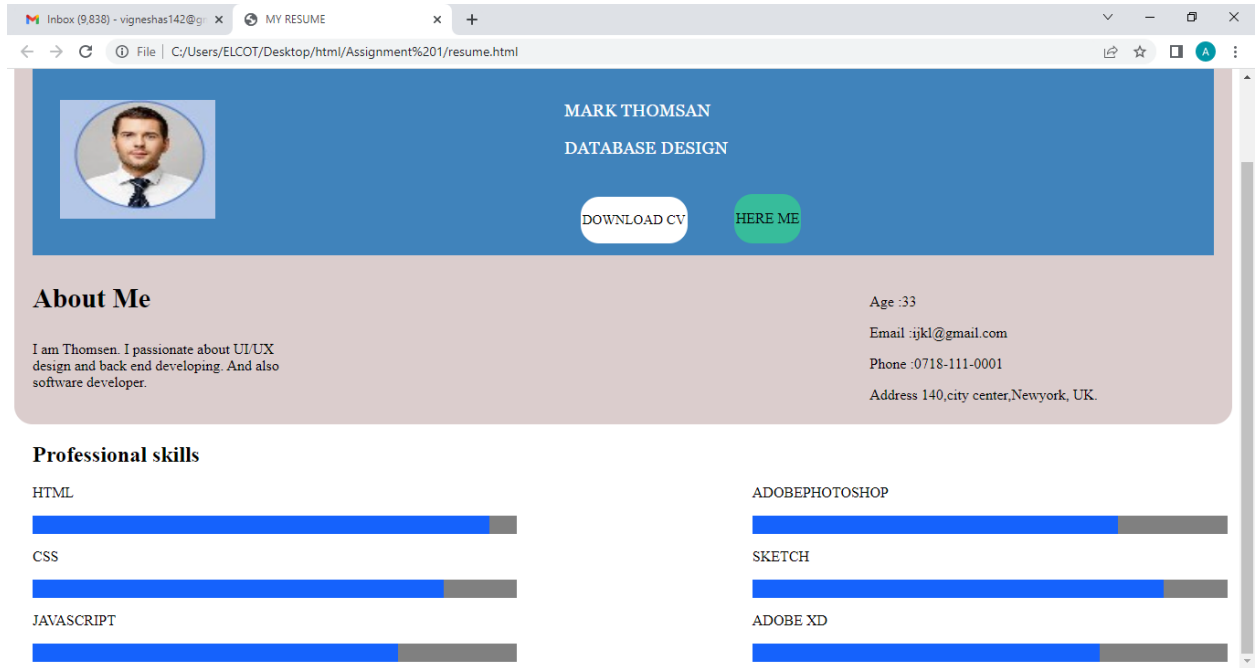 Inbox (9,838) - vigneshas142@g
MY RESUME
File
C:/Users/ELCOT/Desktop/html/Assignment%201/resume.html
A
MARK THOMSAN
DATABASE DESIGN
DOWNLOAD CV
HERE ME
About Me
I am Thomsen. I passionate about UI/UX
design and back end developing. And also
software developer.
Age :33
Email :ijkl@gmail.com
Phone :0718-111-0001
Address 140,city center,Newyork, UK.
Professional skills
HTML
CSS
JAVASCRIPT
ADOBEPHOTOSHOP
SKETCH
ADOBE XD